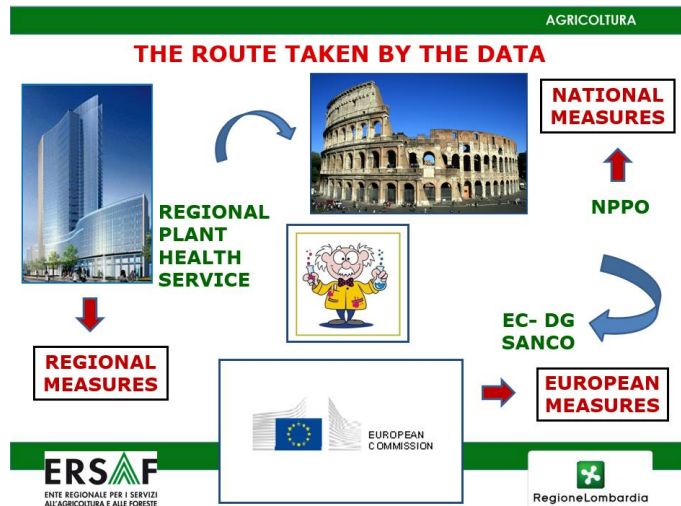 AGRICOLTURA
THE ROUTE TAKEN BY THE DATA
NATIONAL
MEASURES
REGIONAL
PLANT
HEALTH
SERVICE
NPPO
EC- DG
SANCO
REGIONAL
MEASURES
EUROPEAN
MEASURES
EUROPEAN
COMMISSION
ERSAF
ENTE REGIONALE PER I SERVIZI
ALL'AGRICOLTURA E ALLE FORESTE
RegioneLombardia